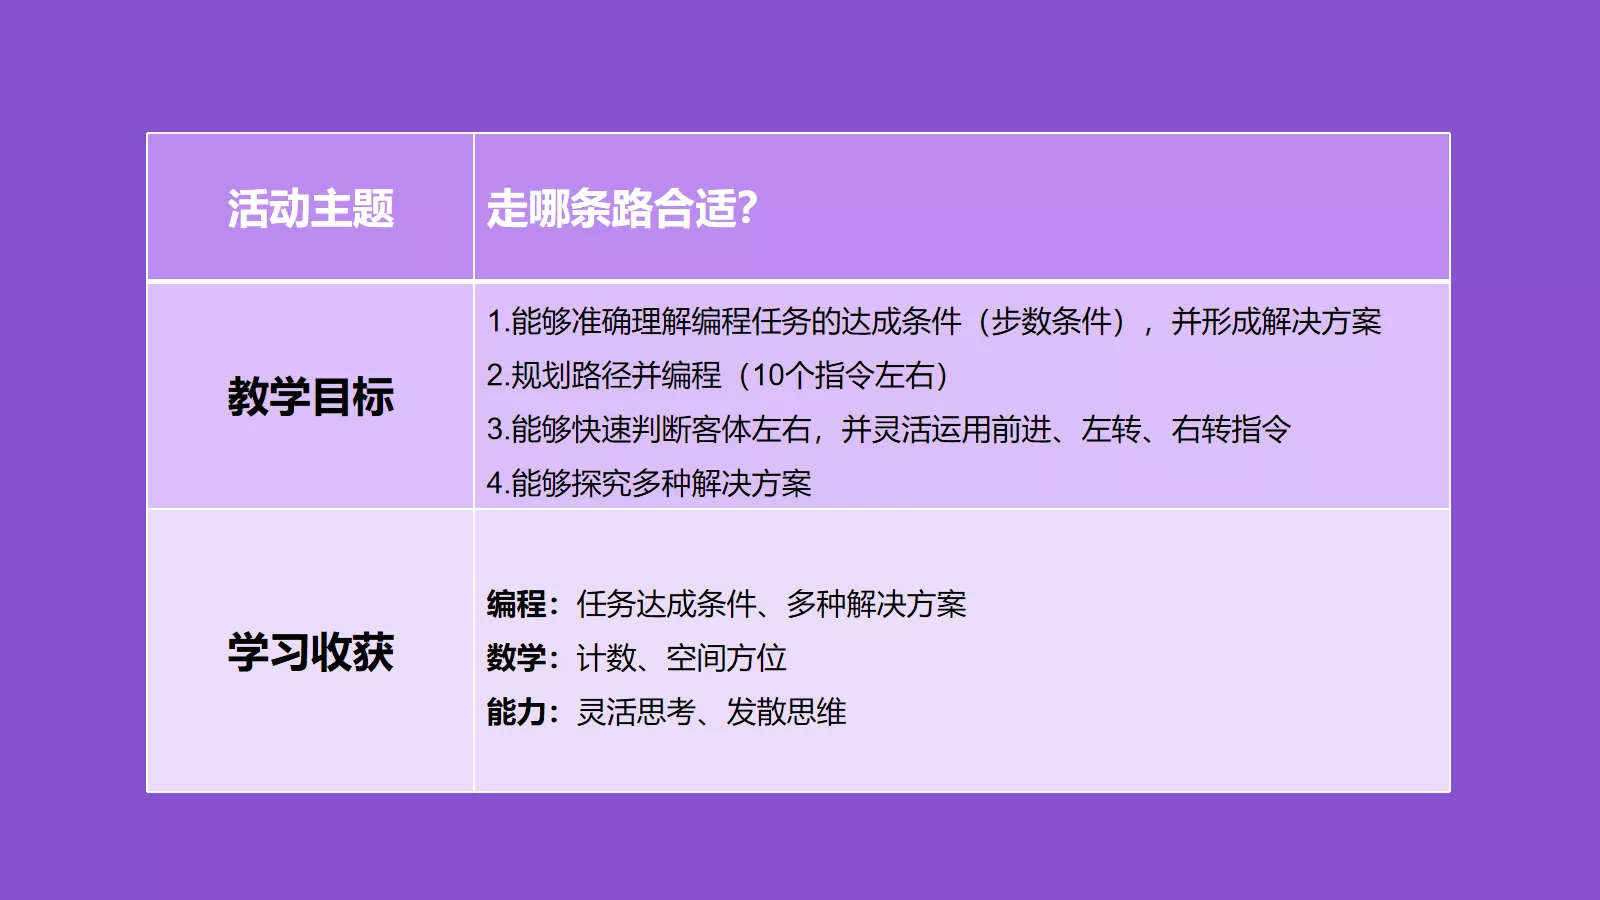 活动主题
走哪条路合适？
教学目标
1.能够准确理解编程任务的达成条件（步数条件），并形成解决方案
2.规划路径并编程（10个指令左右）
3.能够快速判断客体左右，并灵活运用前进、左转、右转指令
4.能够探究多种解决方案
学习收获
编程：任务达成条件、多种解决方案
数学：计数、空间方位
能力：灵活思考、发散思维